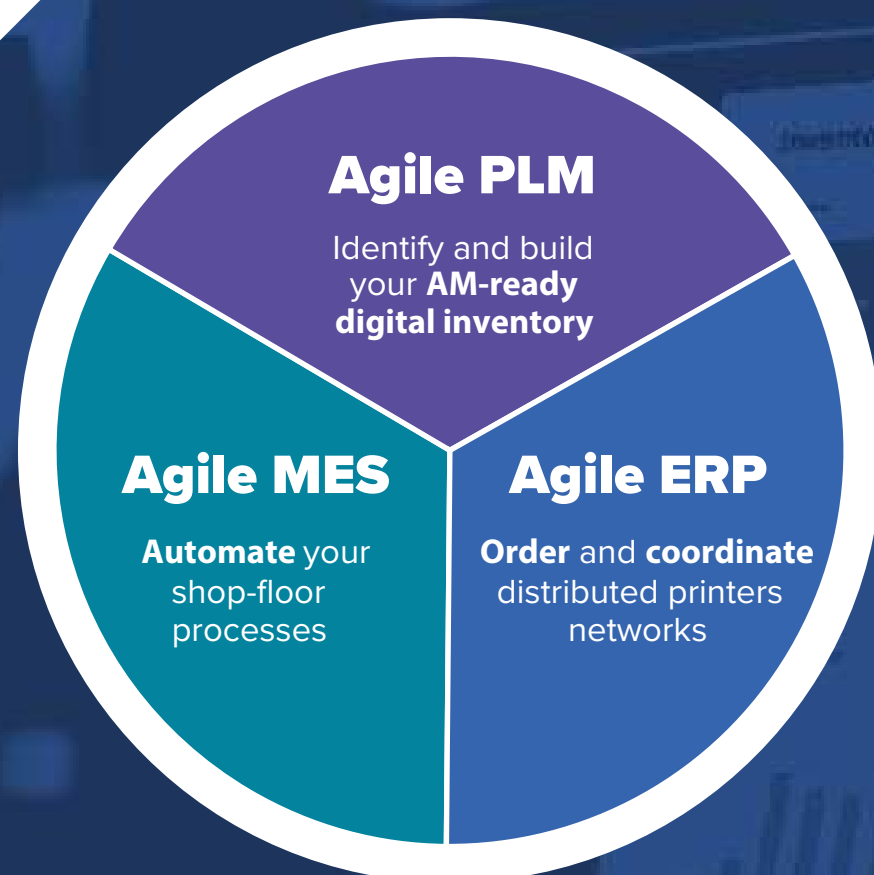 Agile PLM
Identify and build
your AM-ready
digital inventory
Agile MES
Automate your
shop-floor
processes
Agile ERP
Order and coordinate
distributed printers
networks